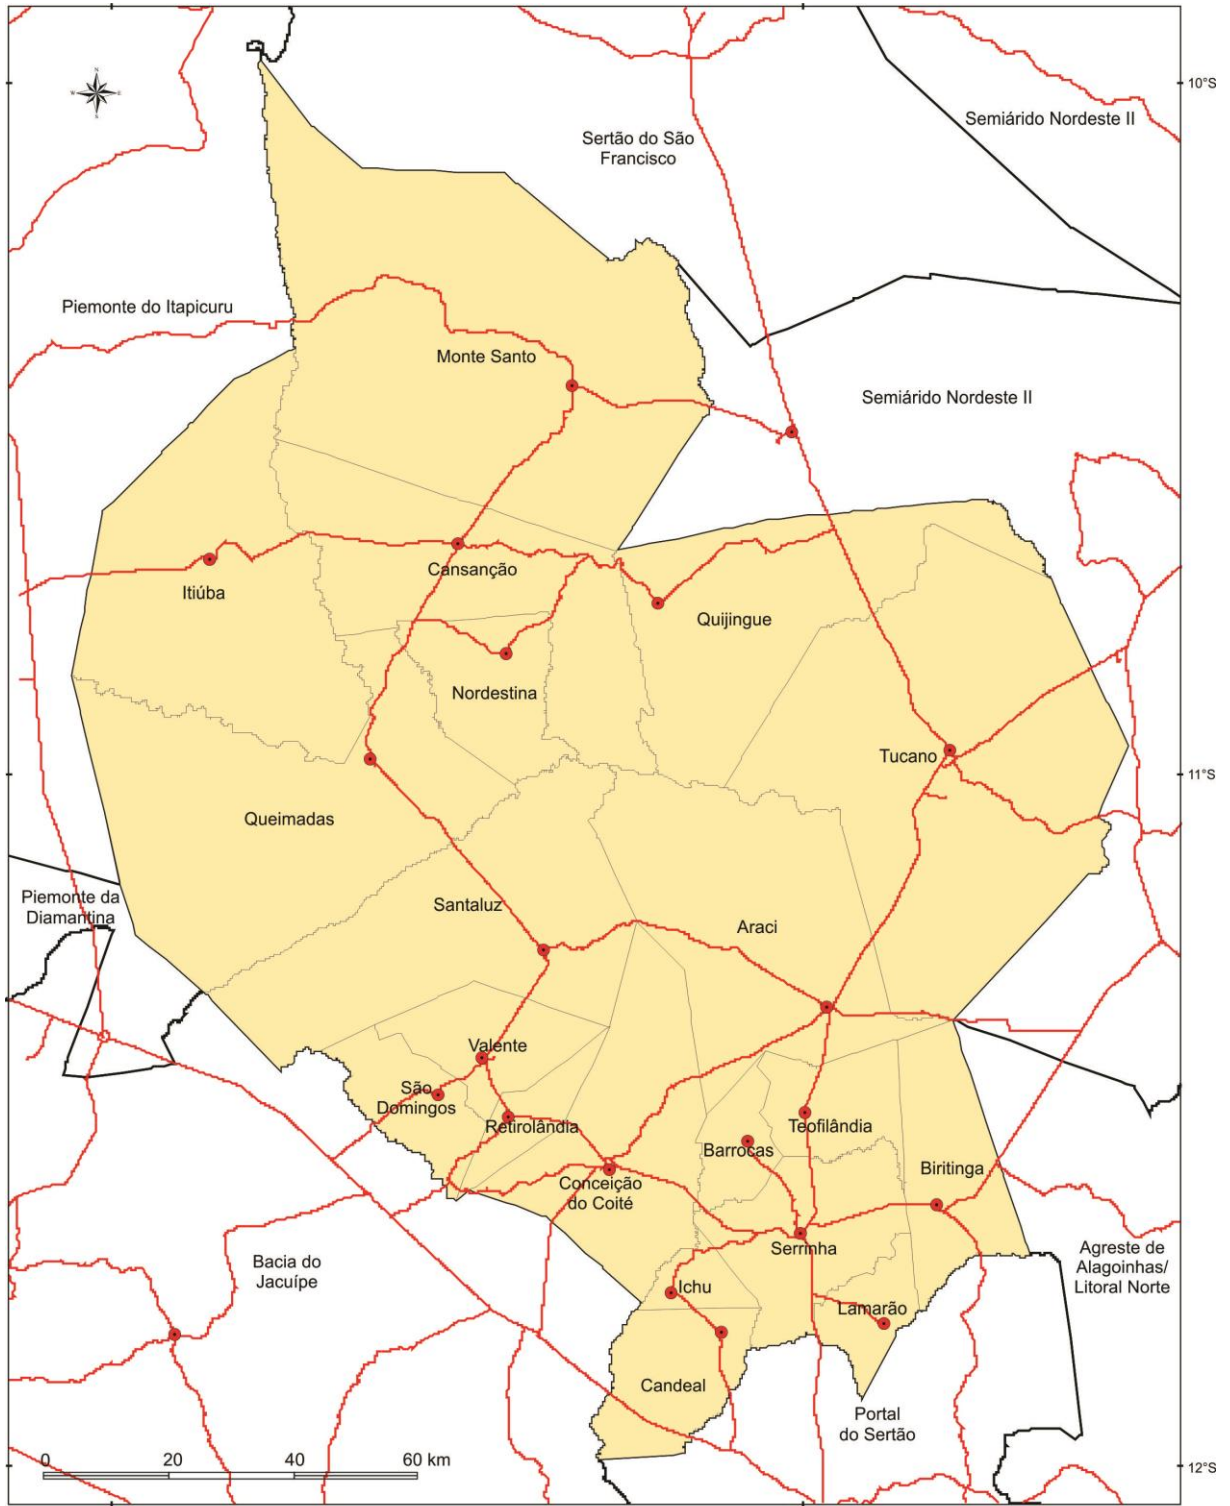 N
W
E
S
10°S
Semiárido Nordeste II
Sertão do São
Francisco
Piemonte do Itapicuru
Monte Santo
Semiárido Nordeste II
Cansanção
Itiúba
Quijingue
Nordestina
Tucano
11°S
Queimadas
Piemonte da
Diamantina
Santaluz
Araci
Valente
São
Domingos
Retirolândia
Teofilândia
Barrocas
Biritinga
Conceição
do Coité
Serrinha
Bacia do
Jacuípe
Agreste de
Alagoinhas/
Litoral Norte
Ichu
Lamarão
Candeal
Portal
do Sertão
0 20 40 60 km
12°S